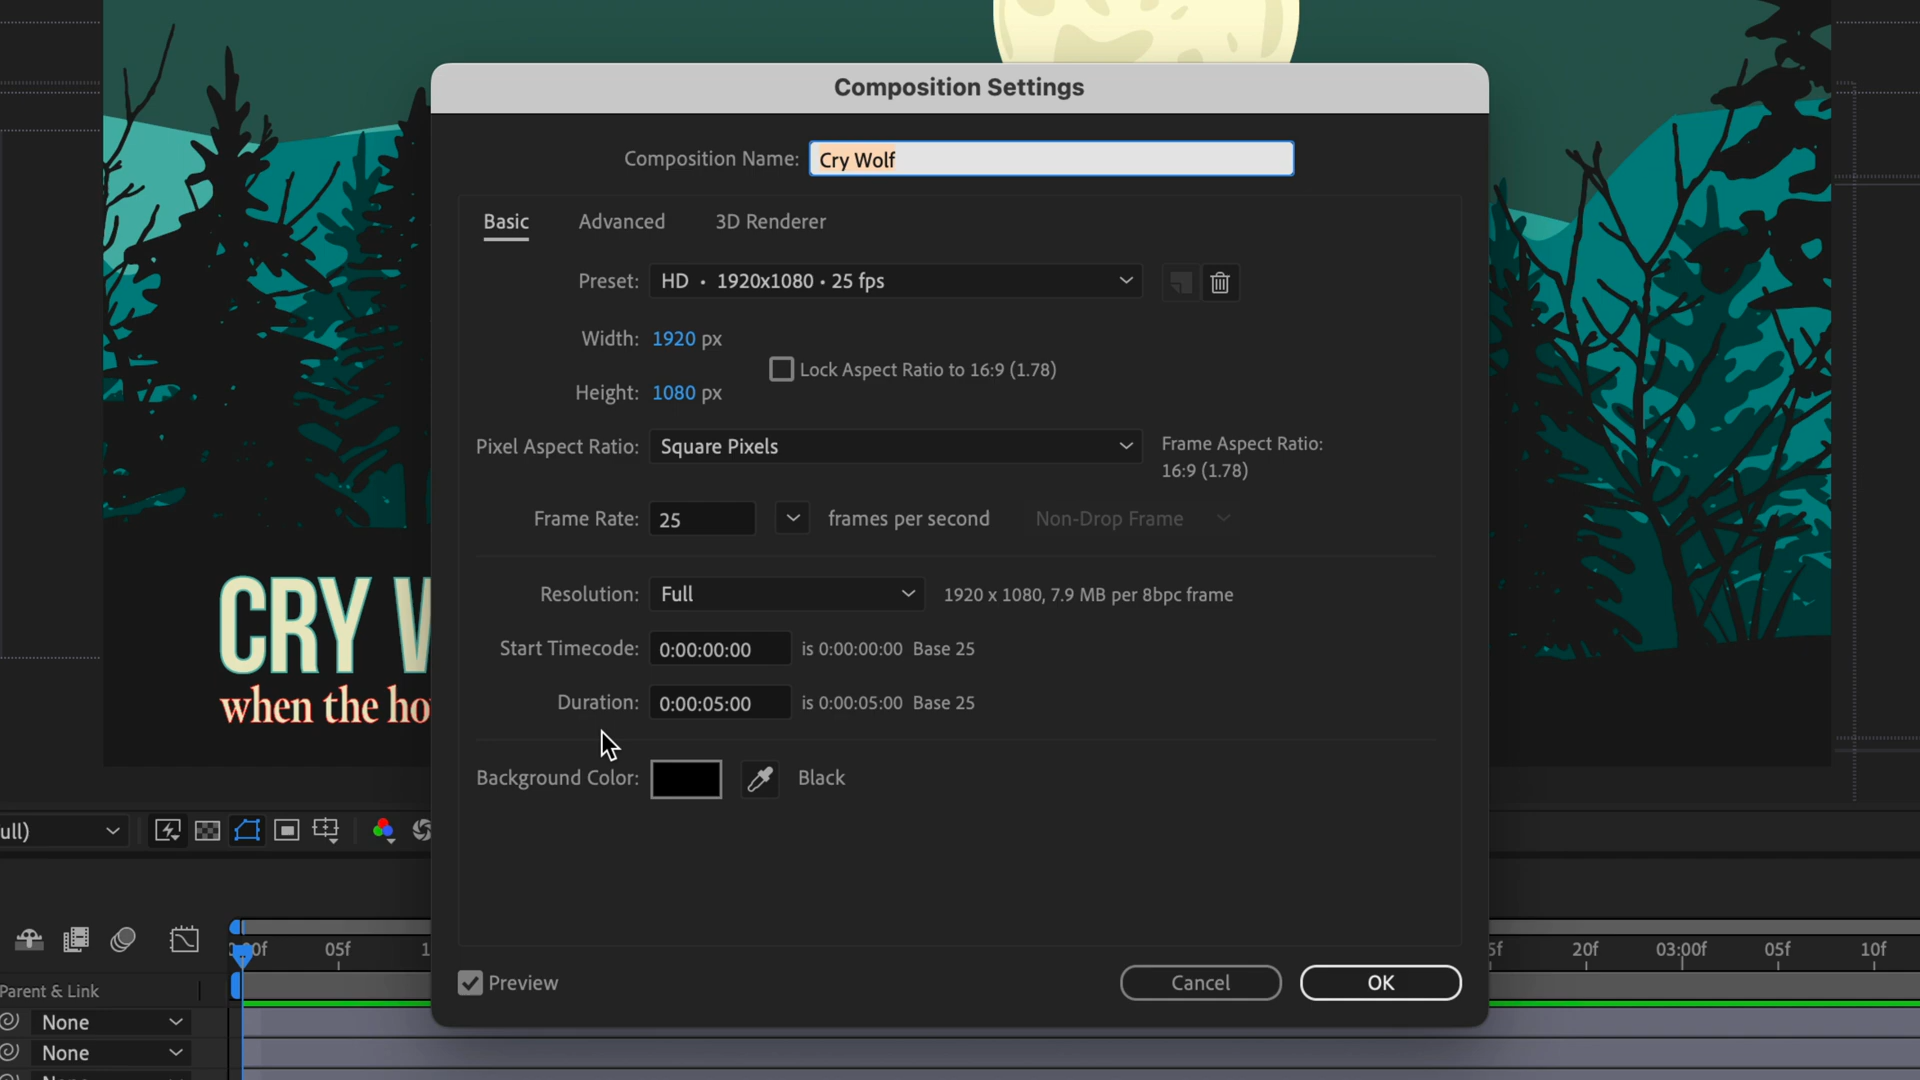 Composition Settings
Composition Name: Cry Wolf
Basic Advanced 3D Renderer
Preset: HD • 1920x1080 • 25 fps
Width: 1920 px
Lock Aspect Ratio to 16:9 (1.78)
Height: 1080 px
Pixel Aspect Ratio: Square Pixels
Frame Aspect Ratio:
16:9 (1.78)
Frame Rate: 25 frames per second Non-Drop Frame
Resolution: Full 1920 x 1080, 7.9 MB per 8bpc frame
Start Timecode: 0:00:00:00 is 0:00:00:00 Base 25
Duration: 0:00:05:00 is 0:00:05:00 Base 25
Background Color: Black
Preview Cancel OK
CRY W
when the ho
ull)
05f 1 5f 20f 03:00f 05f 10f
Parent & Link
None
None